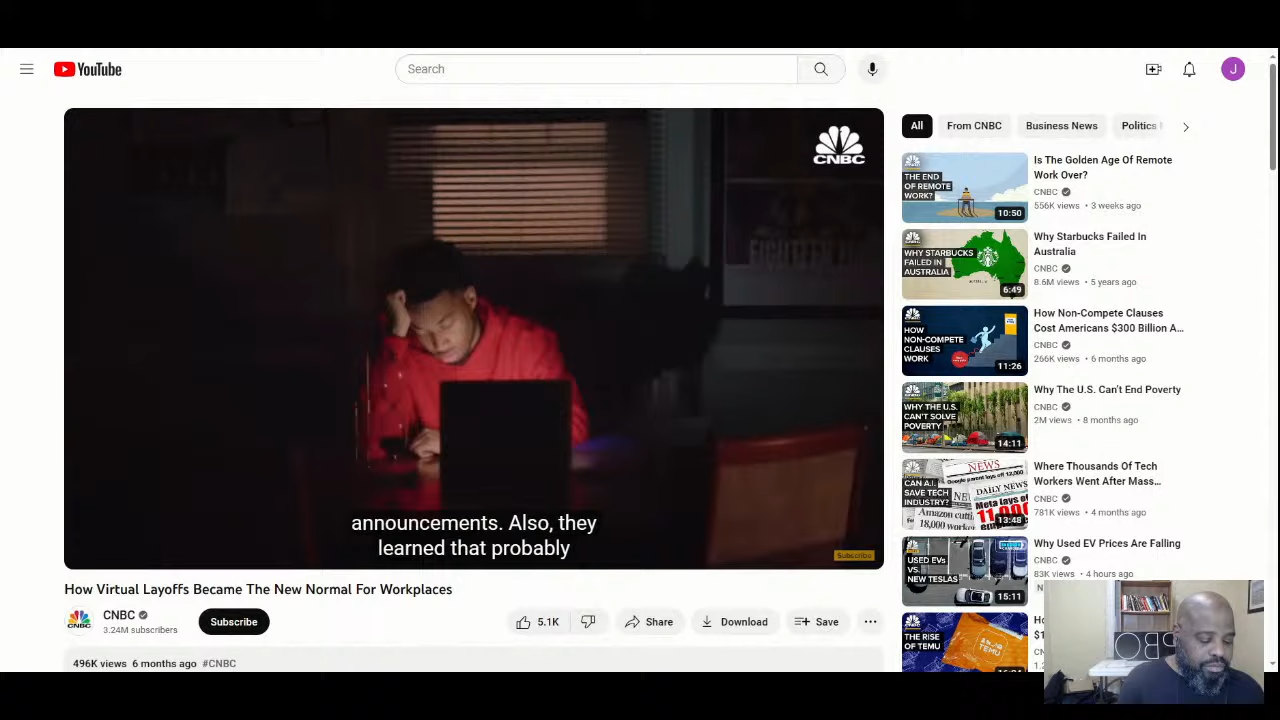 YouTube
Search
J
CNBC
announcements. Also, they
learned that probably
Subscribe
How Virtual Layoffs Became The New Normal For Workplaces
CNBC
3.24M subscribers
Subscribe
5.1K
Share
Download
Save
496K views 6 months ago #CNBC
All
From CNBC
Business News
Politics
THE END
OF REMOTE
WORK?
10:50
Is The Golden Age Of Remote
Work Over?
CNBC
556K views • 3 weeks ago
WHY STARBUCKS
FAILED IN
AUSTRALIA
6:49
Why Starbucks Failed In
Australia
CNBC
8.6M views • 5 years ago
HOW
NON-COMPETE
CLAUSES
WORK
11:26
How Non-Compete Clauses
Cost Americans $300 Billion A...
CNBC
266K views • 6 months ago
WHY THE U.S.
CAN'T SOLVE
POVERTY
14:11
Why The U.S. Can't End Poverty
CNBC
2M views • 8 months ago
NEWS
DAILY NEWS
CAN A.I.
SAVE TECH
INDUSTRY?
13:48
Where Thousands Of Tech
Workers Went After Mass...
CNBC
781K views • 4 months ago
USED EVs
VS.
NEW TESLAS
15:11
Why Used EV Prices Are Falling
CNBC
83K views • 4 hours ago
THE RISE
OF TEMU